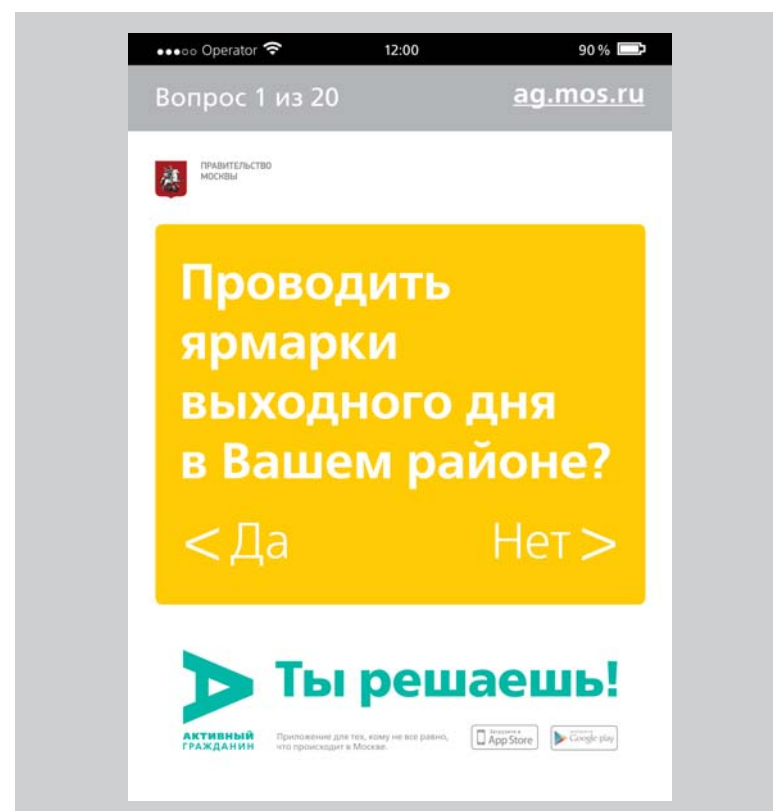 Operator 12:00 90 %
Вопрос 1 из 20 ag.mos.ru
ПРАВИТЕЛЬСТВО
МОСКВЫ
Проводить
ярмарки
выходного дня
в Вашем районе?
< Да Нет >
Ты решаешь!
АКТИВНЫЙ
ГРАЖДАНИН
Приложение для тех, кому не все равно,
что происходит в Москве.
Загрузите в
App Store
Google play